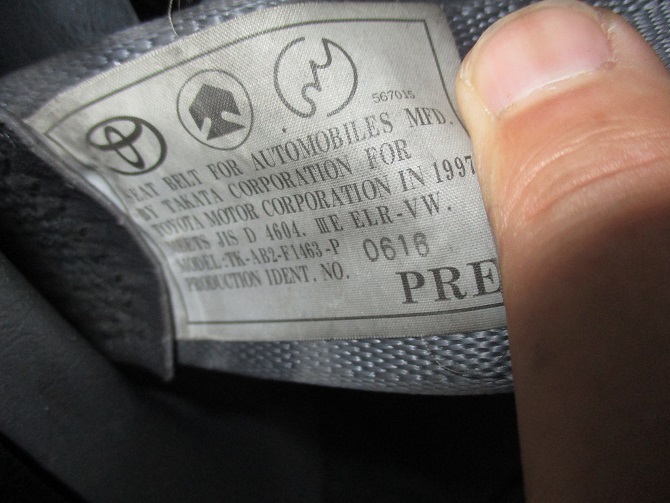 567015
SEAT BELT FOR AUTOMOBILES MFD.
BY TAKATA CORPORATION FOR
TOYOTA MOTOR CORPORATION IN 1997
MEETS JIS D 4604. ⅢE ELR-VW.
MODEL:TK-AB2-F1463-P
PRODUCTION IDENT. NO. 0616
PRE